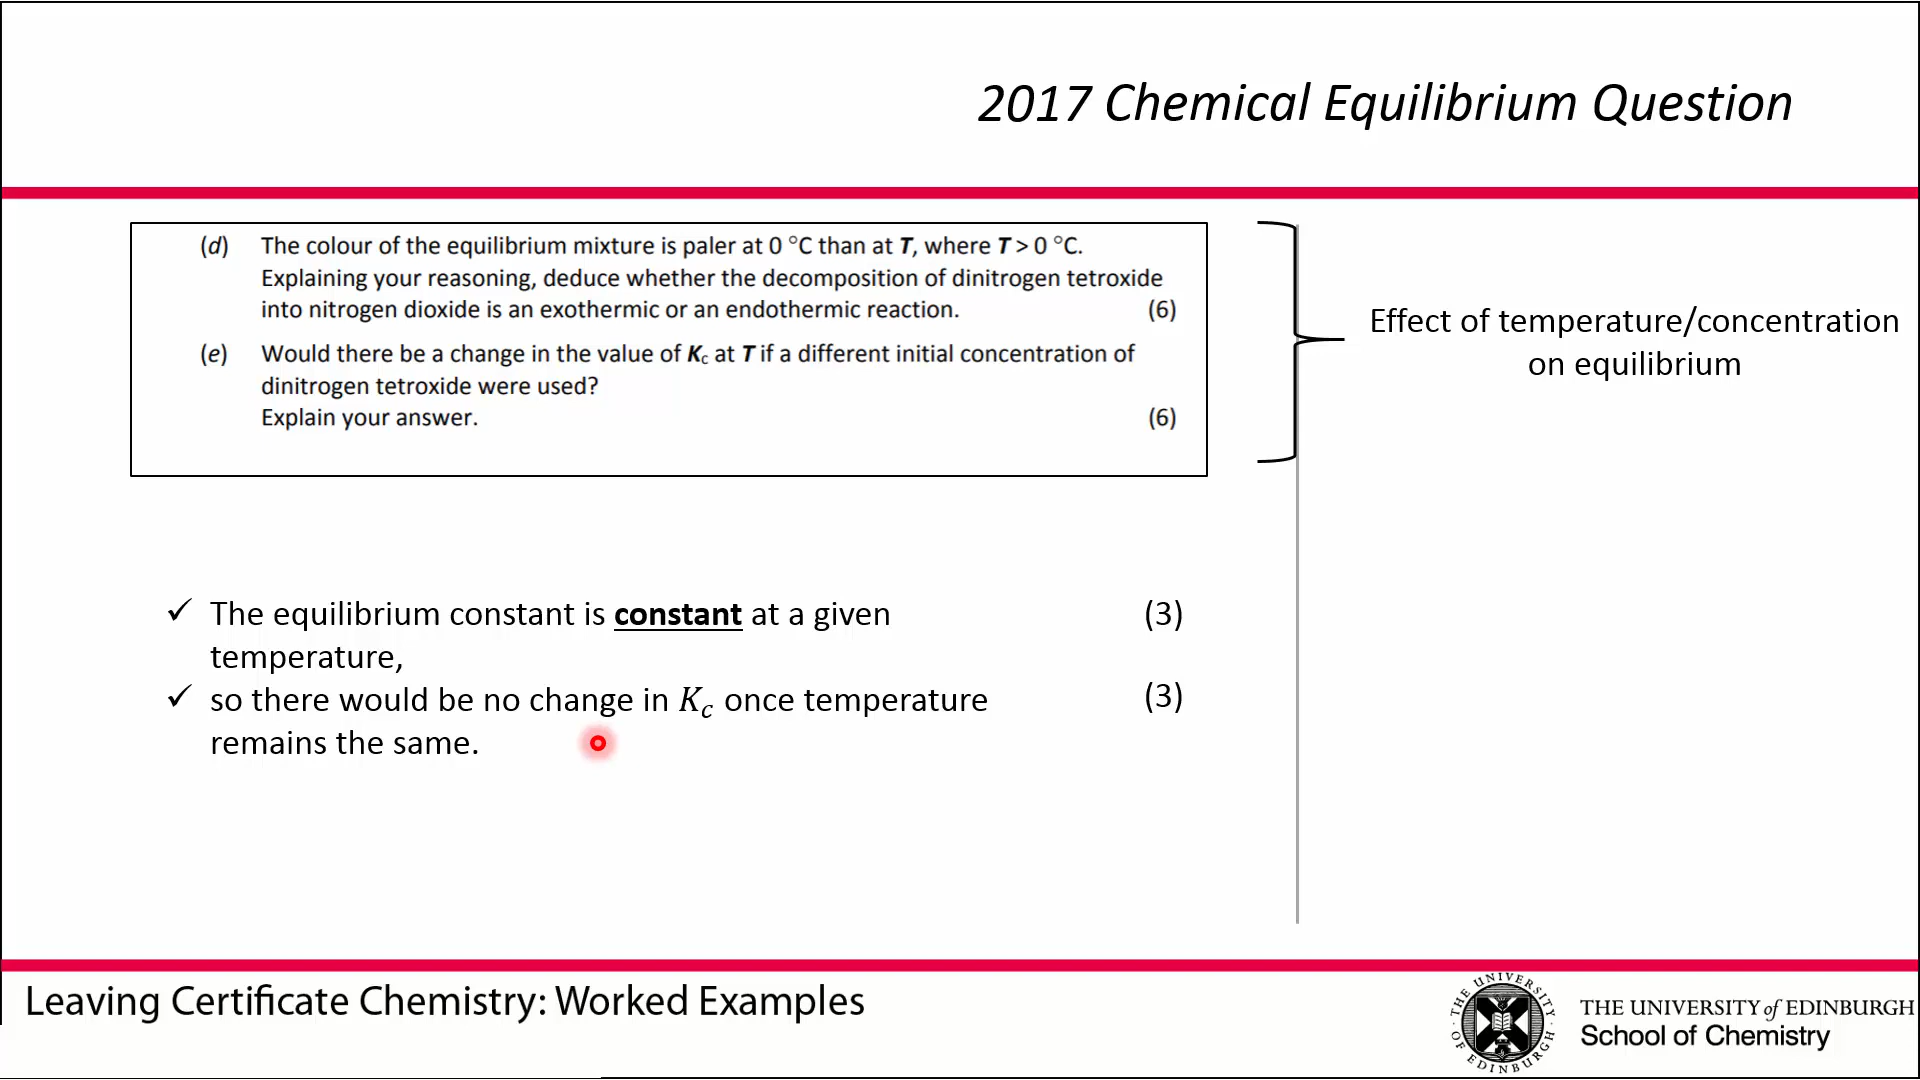 2017 Chemical Equilibrium Question
(d) The colour of the equilibrium mixture is paler at 0 °C than at T, where T > 0 °C.
Explaining your reasoning, deduce whether the decomposition of dinitrogen tetroxide
into nitrogen dioxide is an exothermic or an endothermic reaction. (6)
(e) Would there be a change in the value of Kc at T if a different initial concentration of
dinitrogen tetroxide were used?
Explain your answer. (6)
Effect of temperature/concentration
on equilibrium
✓ The equilibrium constant is constant at a given (3)
temperature,
✓ so there would be no change in Kc once temperature (3)
remains the same.
Leaving Certificate Chemistry: Worked Examples
THE UNIVERSITY OF EDINBURGH
THE UNIVERSITY of EDINBURGH
School of Chemistry